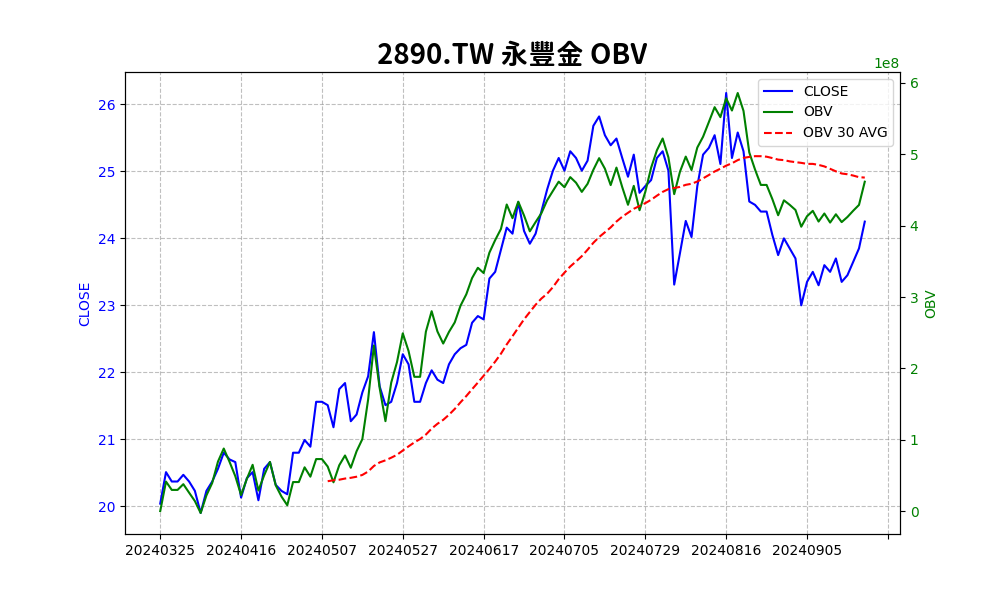 2890.TW 永豐金 OBV
1e8
CLOSE
OBV
OBV 30 AVG
26
25
24
23
22
21
20
CLOSE
6
5
4
3
2
1
0
OBV
20240325 20240416 20240507 20240527 20240617 20240705 20240729 20240816 20240905